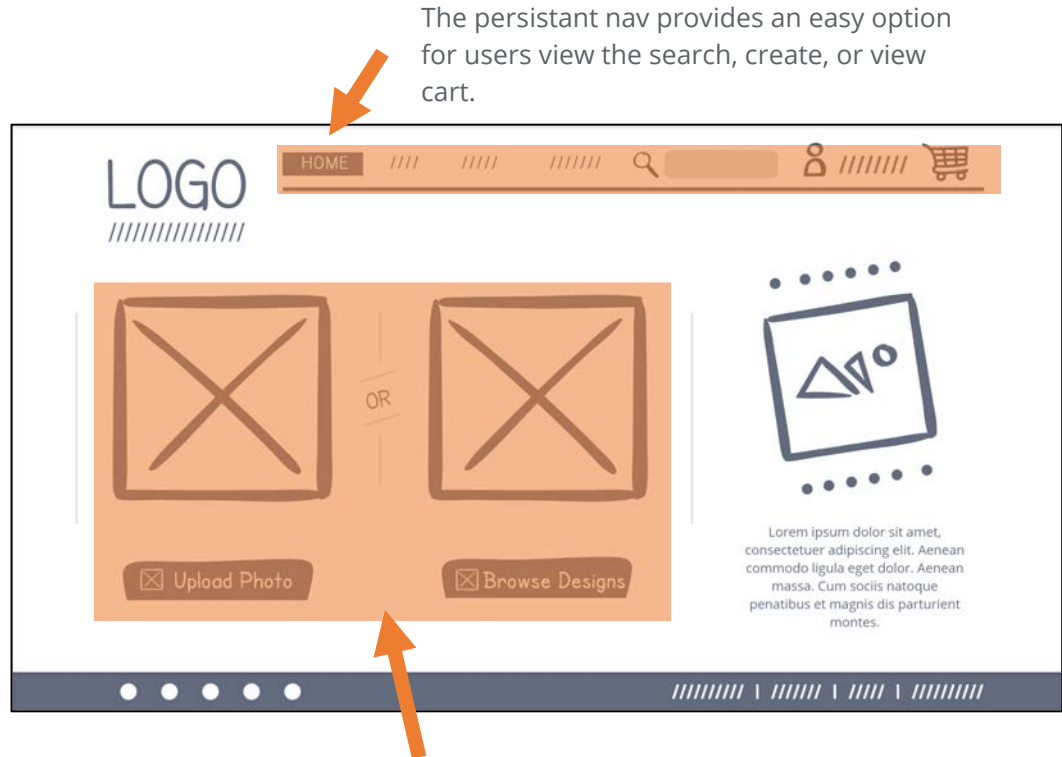 The persistant nav provides an easy option
for users view the search, create, or view
cart.
LOGO
HOME
OR
Upload Photo
Browse Designs
Lorem ipsum dolor sit amet,
consectetuer adipiscing elit. Aenean
commodo ligula eget dolor. Aenean
massa. Cum sociis natoque
penatibus et magnis dis parturient
montes.